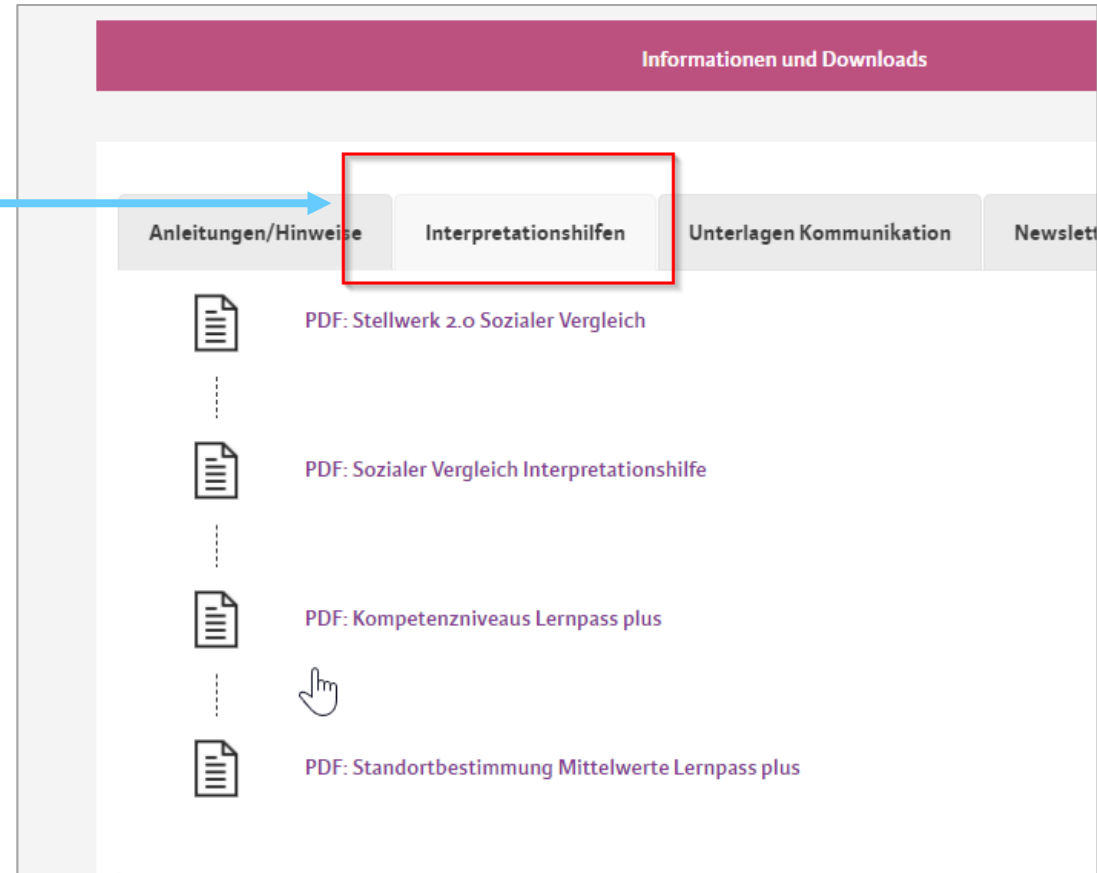 Informationen und Downloads
Anleitungen/Hinweise Interpretationshilfen Unterlagen Kommunikation Newslett
PDF: Stellwerk 2.0 Sozialer Vergleich
PDF: Sozialer Vergleich Interpretationshilfe
PDF: Kompetenzniveaus Lernpass plus
PDF: Standortbestimmung Mittelwerte Lernpass plus